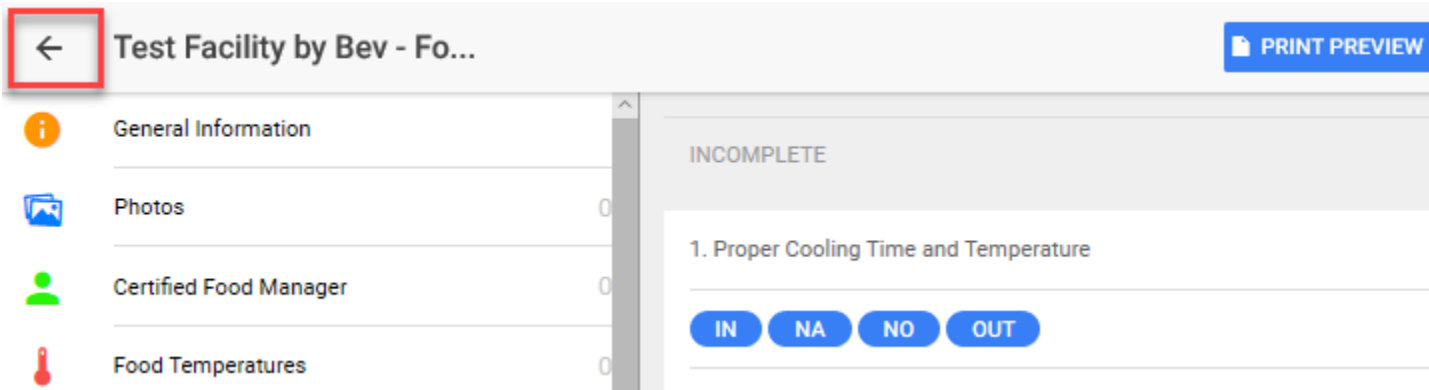 Test Facility by Bev - Fo...
PRINT PREVIEW
General Information
Photos 0
Certified Food Manager 0
Food Temperatures 0
INCOMPLETE
1. Proper Cooling Time and Temperature
IN NA NO OUT